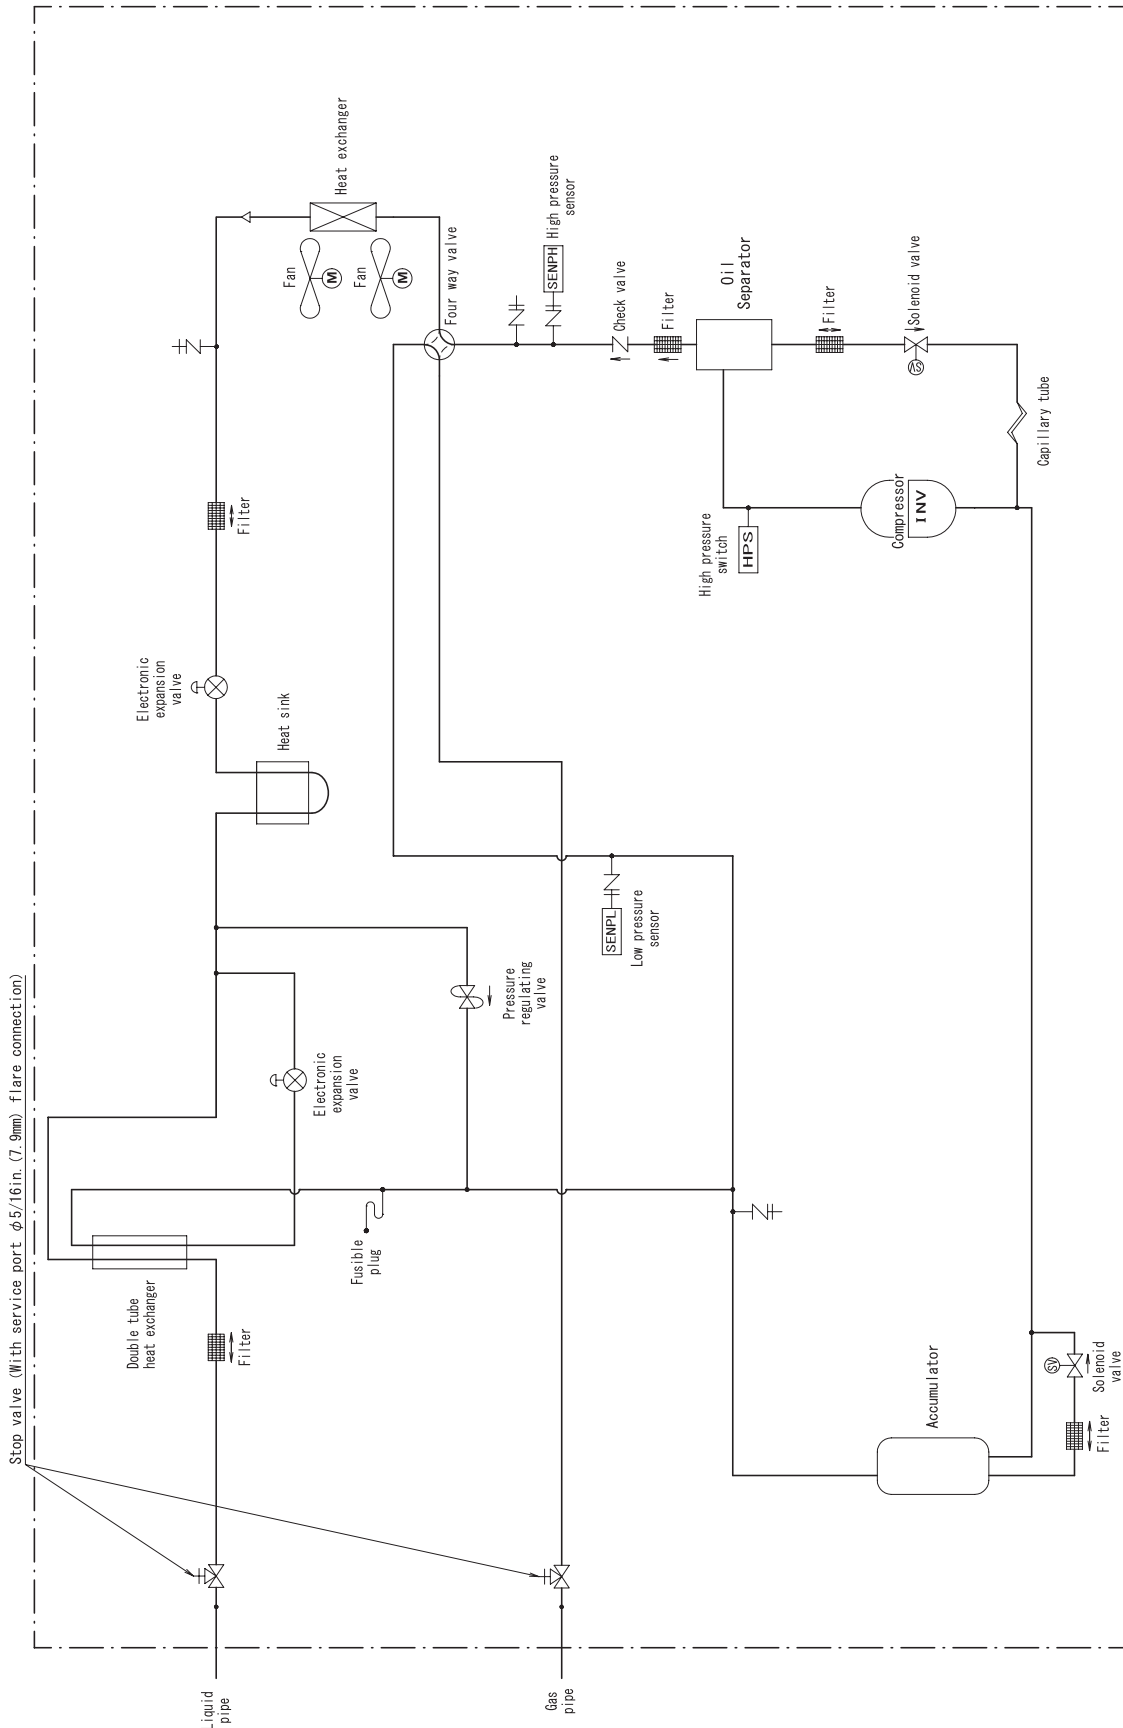 Stop valve (With service port φ5/16in. (7.9mm) flare connection)
Heat exchanger
Fan
M
Fan
M
Four way valve
SENPH
High pressure
sensor
Check valve
Filter
Oil
Separator
Filter
Solenoid valve
SV
Capillary tube
Compressor
INV
High pressure
switch
HPS
Filter
Electronic
expansion
valve
Heat sink
SENPL
Low pressure
sensor
Pressure
regulating
valve
Electronic
expansion
valve
Fusible
plug
Double tube
heat exchanger
Filter
Accumulator
SV
Solenoid
valve
Filter
Liquid
pipe
Gas
pipe